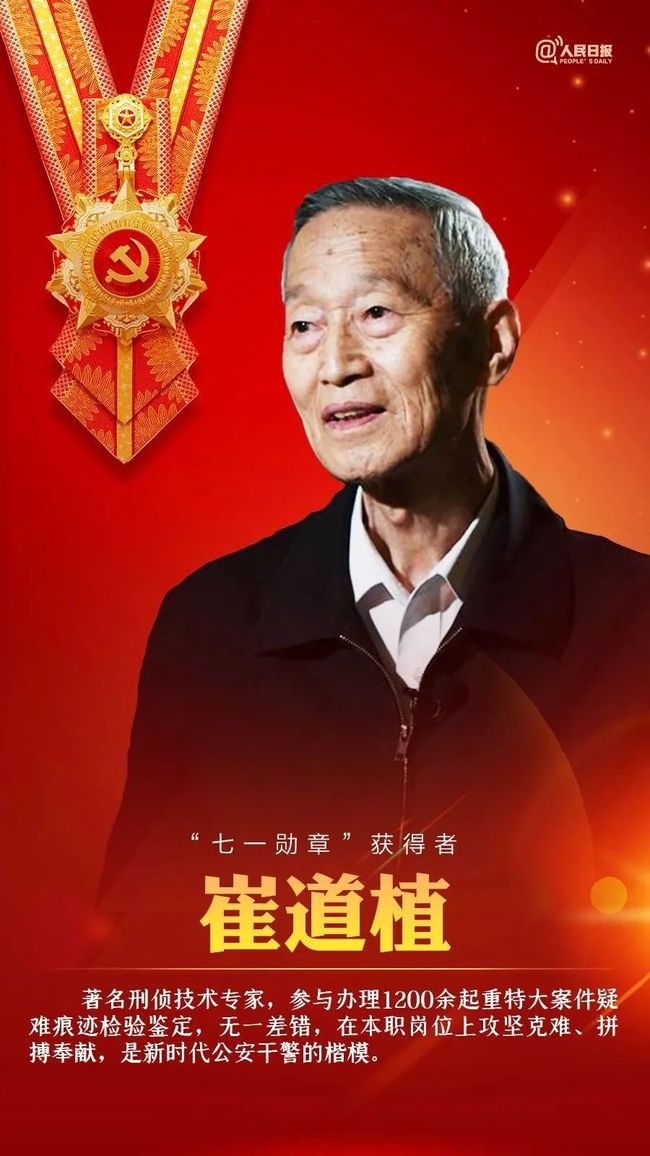 @人民日报
PEOPLE'S DAILY
“七一勋章”获得者
崔道植
著名刑侦技术专家，参与办理1200余起重特大案件疑
难痕迹检验鉴定，无一差错，在本职岗位上攻坚克难、拼
搏奉献，是新时代公安干警的楷模。